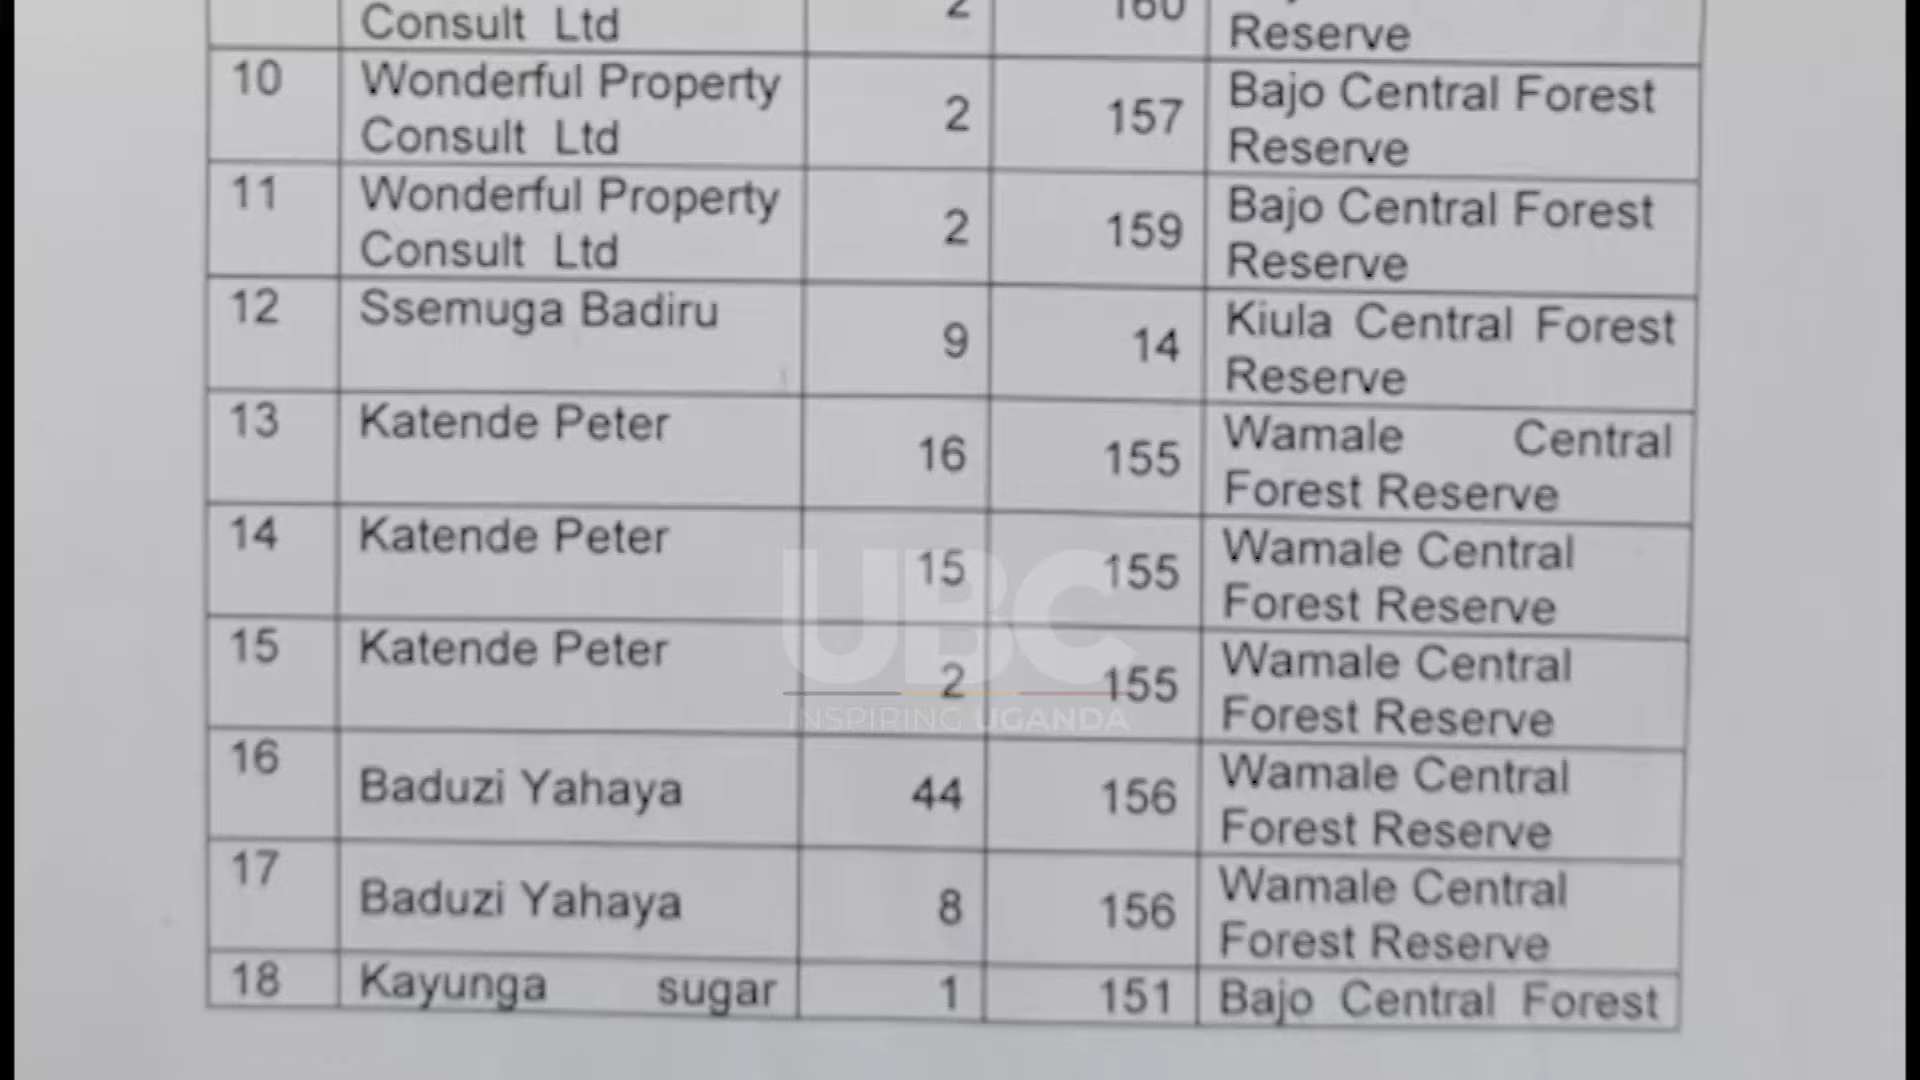 Consult Ltd 2 160 Reserve
10 Wonderful Property 2 157 Bajo Central Forest
Consult Ltd Reserve
11 Wonderful Property 2 159 Bajo Central Forest
Consult Ltd Reserve
12 Ssemuga Badiru 9 14 Kiula Central Forest
Reserve
13 Katende Peter 16 155 Wamale Central
Forest Reserve
14 Katende Peter 15 155 Wamale Central
Forest Reserve
15 Katende Peter 2 155 Wamale Central
Forest Reserve
16 Baduzi Yahaya 44 156 Wamale Central
Forest Reserve
17 Baduzi Yahaya 8 156 Wamale Central
Forest Reserve
18 Kayunga sugar 1 151 Bajo Central Forest
UBC
INSPIRING UGANDA